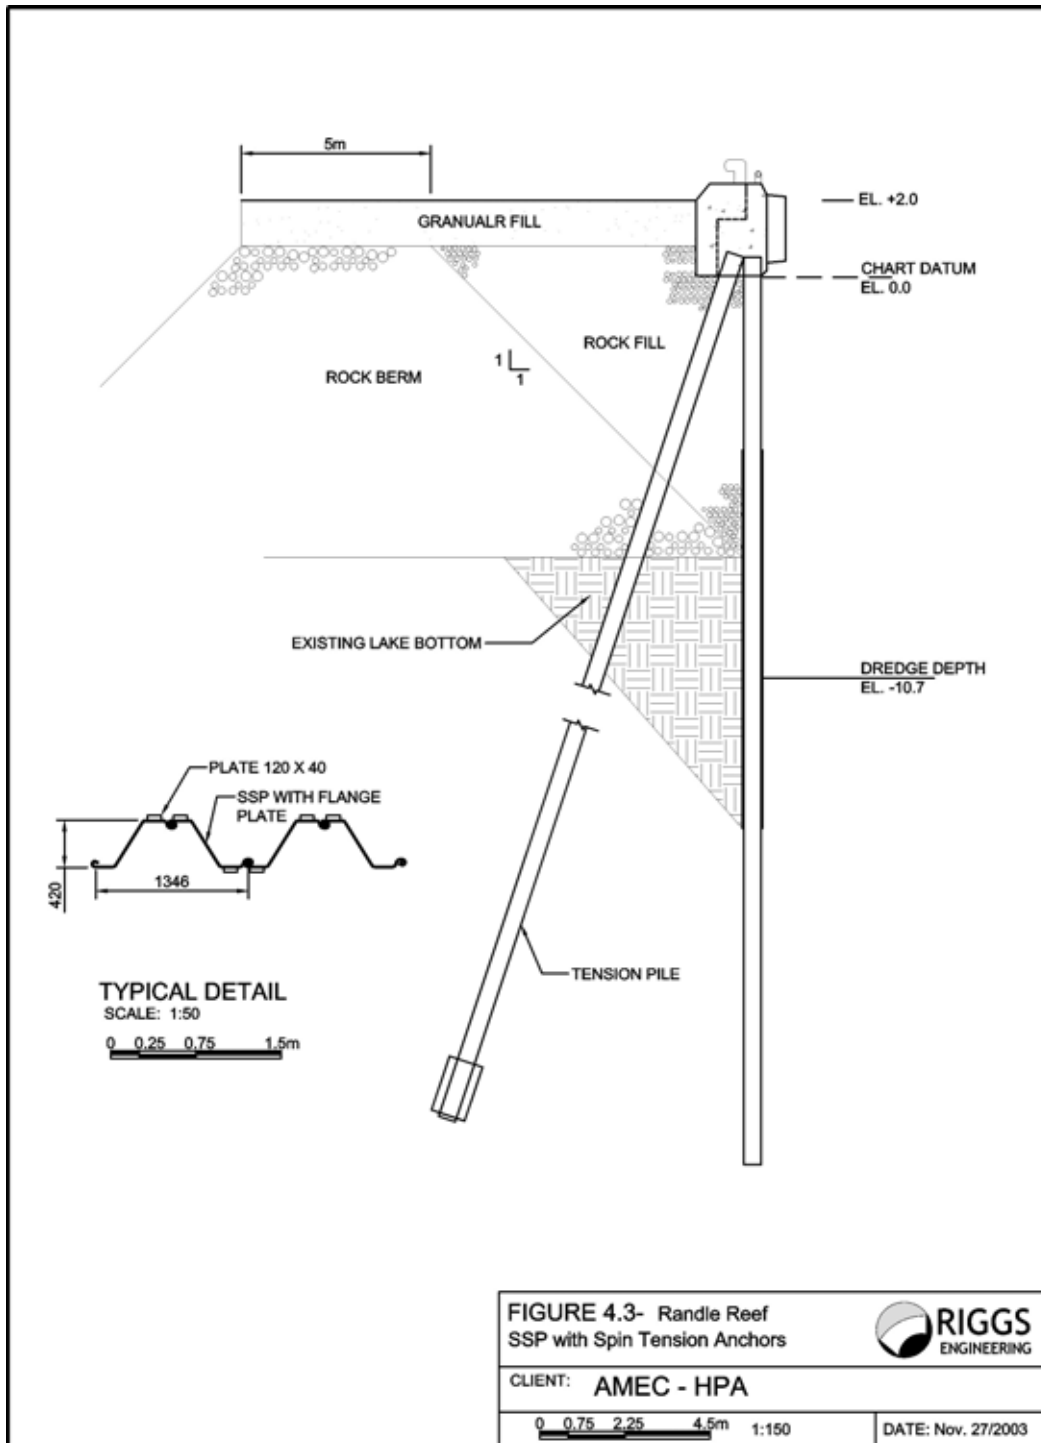 5m
GRANUALR FILL
EL. +2.0
CHART DATUM
EL. 0.0
ROCK FILL
1
1
ROCK BERM
EXISTING LAKE BOTTOM
DREDGE DEPTH
EL. -10.7
PLATE 120 X 40
SSP WITH FLANGE
PLATE
1346
420
TENSION PILE
TYPICAL DETAIL
SCALE: 1:50
0 0.25 0.75 1.5m
FIGURE 4.3- Randle Reef
SSP with Spin Tension Anchors
RIGGS
ENGINEERING
CLIENT: AMEC - HPA
0 0.75 2.25 4.5m 1:150
DATE: Nov. 27/2003